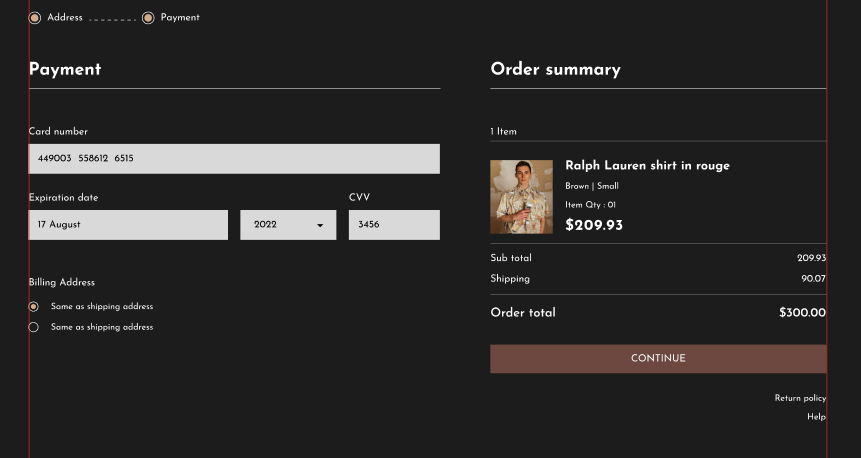 Address
Payment
Payment
Card number
449003 558612 6515
Expiration date
CVV
17 August
2022
3456
Billing Address
Same as shipping address
Same as shipping address
Order summary
1 Item
Ralph Lauren shirt in rouge
Brown | Small
Item Qty : 01
$209.93
Sub total 209.93
Shipping 90.07
Order total $300.00
CONTINUE
Return policy
Help